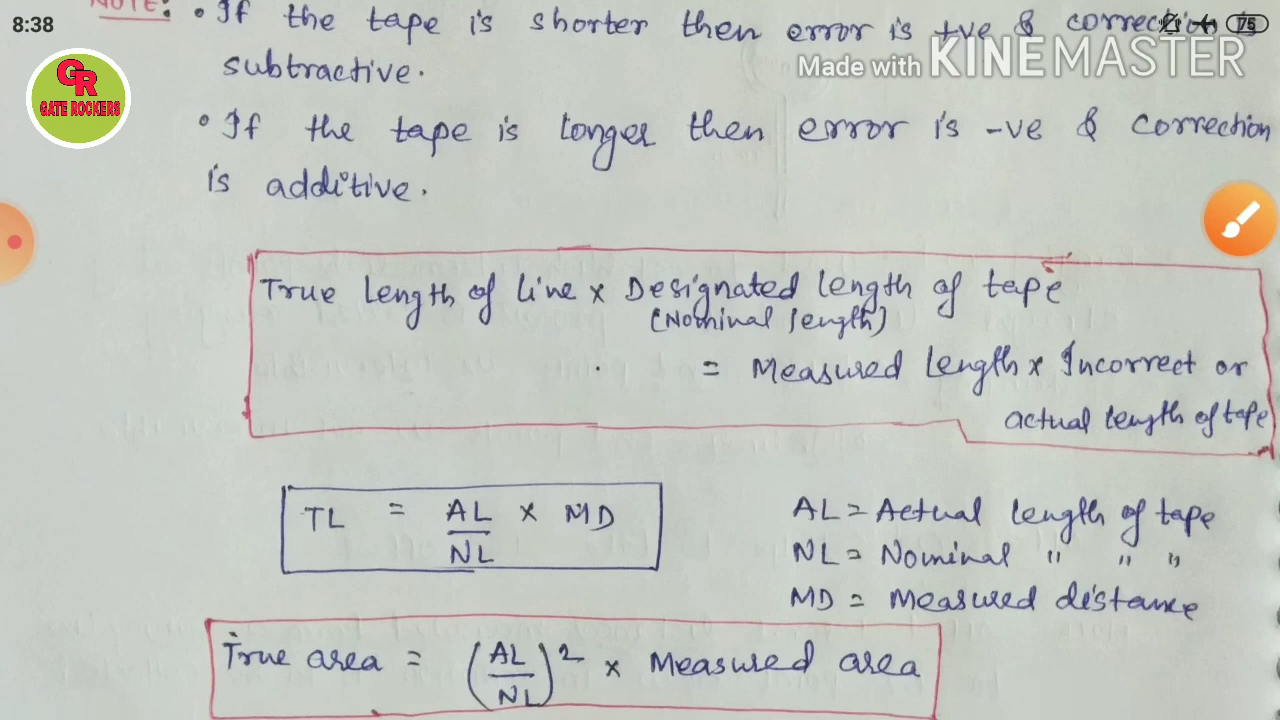 8:38
NOTE:
• If the tape is shorter then error is +ve & correction is
75
subtractive.
Made with KINEMASTER
GR
GATE ROCKERS
• If the tape is longer then error is -ve & correction
is additive.
True Length of line × Designated length of tape
(Nominal length)
= Measured Length × Incorrect or
actual length of tape
TL = AL/NL × MD
AL = Actual length of tape
NL = Nominal " " "
MD = Measured distance
True area = (AL/NL)² × Measured area